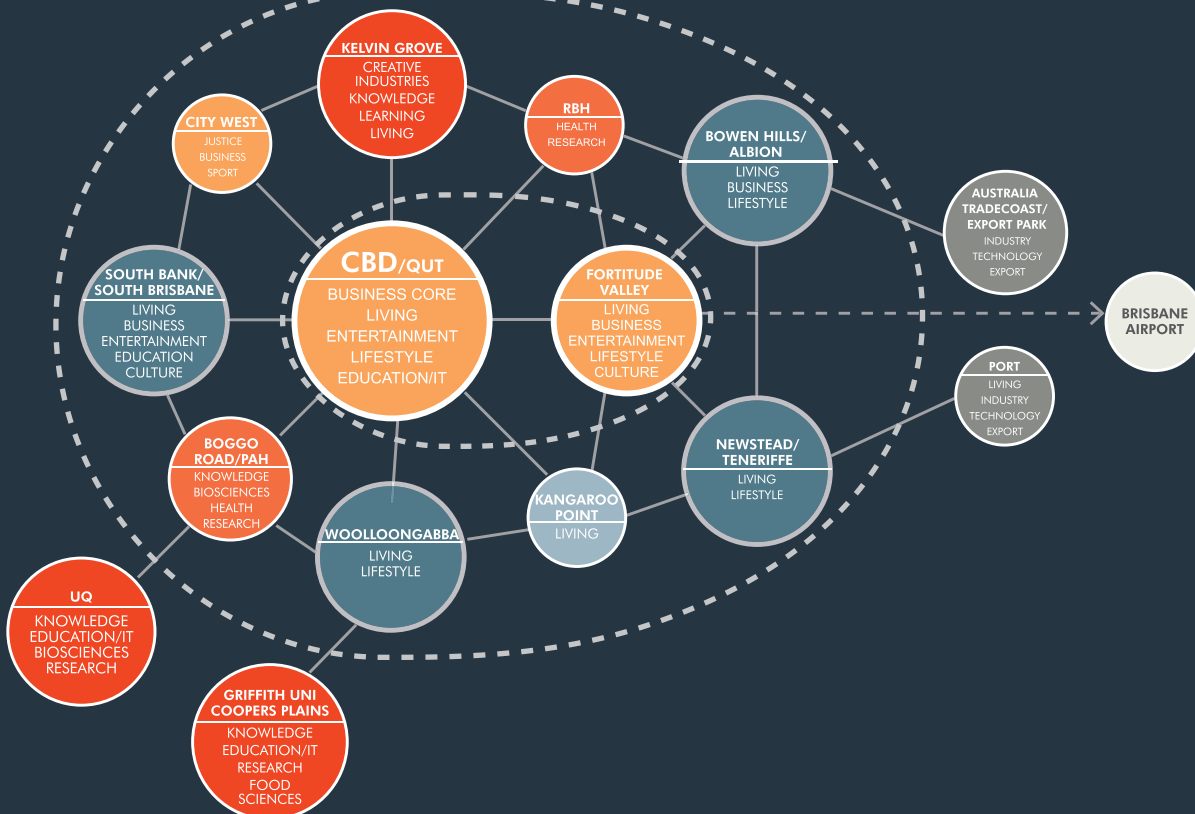 KELVIN GROVE
CREATIVE
INDUSTRIES
KNOWLEDGE
LEARNING
LIVING
CITY WEST
JUSTICE
BUSINESS
SPORT
RBH
HEALTH
RESEARCH
BOWEN HILLS/
ALBION
LIVING
BUSINESS
LIFESTYLE
AUSTRALIA
TRADECOAST/
EXPORT PARK
INDUSTRY
TECHNOLOGY
EXPORT
SOUTH BANK/
SOUTH BRISBANE
LIVING
BUSINESS
ENTERTAINMENT
EDUCATION
CULTURE
CBD/QUT
BUSINESS CORE
LIVING
ENTERTAINMENT
LIFESTYLE
EDUCATION/IT
FORTITUDE
VALLEY
LIVING
BUSINESS
ENTERTAINMENT
LIFESTYLE
CULTURE
BRISBANE
AIRPORT
PORT
LIVING
INDUSTRY
TECHNOLOGY
EXPORT
BOGGO
ROAD/PAH
KNOWLEDGE
BIOSCIENCES
HEALTH
RESEARCH
WOOLLOONGABBA
LIVING
LIFESTYLE
KANGAROO
POINT
LIVING
NEWSTEAD/
TENERIFFE
LIVING
LIFESTYLE
UQ
KNOWLEDGE
EDUCATION/IT
BIOSCIENCES
RESEARCH
GRIFFITH UNI
COOPERS PLAINS
KNOWLEDGE
EDUCATION/IT
RESEARCH
FOOD
SCIENCES